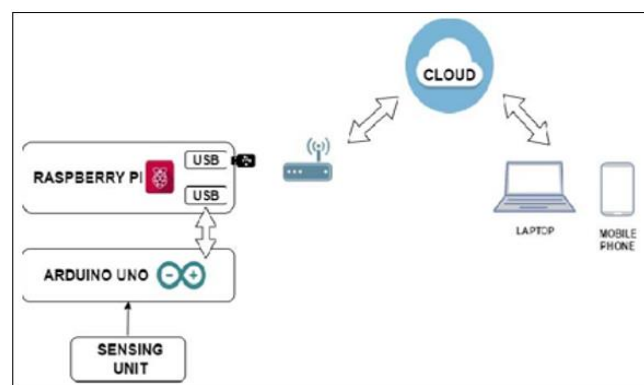 CLOUD
USB
RASPBERRY PI
USB
LAPTOP
MOBILE
PHONE
ARDUINO UNO
SENSING
UNIT